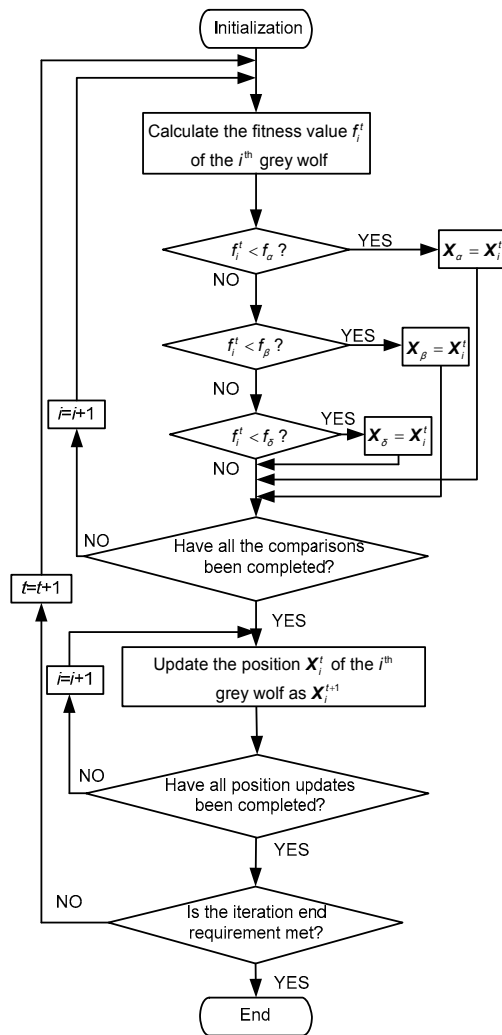 Initialization
Calculate the fitness value f_i^t
of the i^th grey wolf
f_i^t < f_α ?
YES
X_α = X_i^t
NO
f_i^t < f_β ?
YES
X_β = X_i^t
NO
i=i+1
f_i^t < f_δ ?
YES
X_δ = X_i^t
NO
NO
Have all the comparisons
been completed?
t=t+1
YES
i=i+1
Update the position X_i^t of the i^th
grey wolf as X_i^{t+1}
NO
Have all position updates
been completed?
YES
NO
Is the iteration end
requirement met?
YES
End